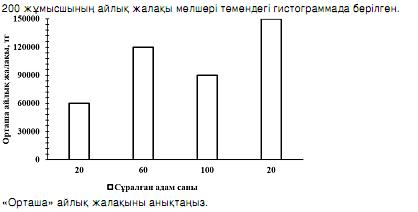 200 жұмысшының айлық жалақы мөлшері төмендегі гистограммада берілген.
Орташа айлық жалақы, тг
150000
120000
90000
60000
30000
0
20 60 100 20
Сұралған адам саны
«Орташа» айлық жалақыны анықтаңыз.